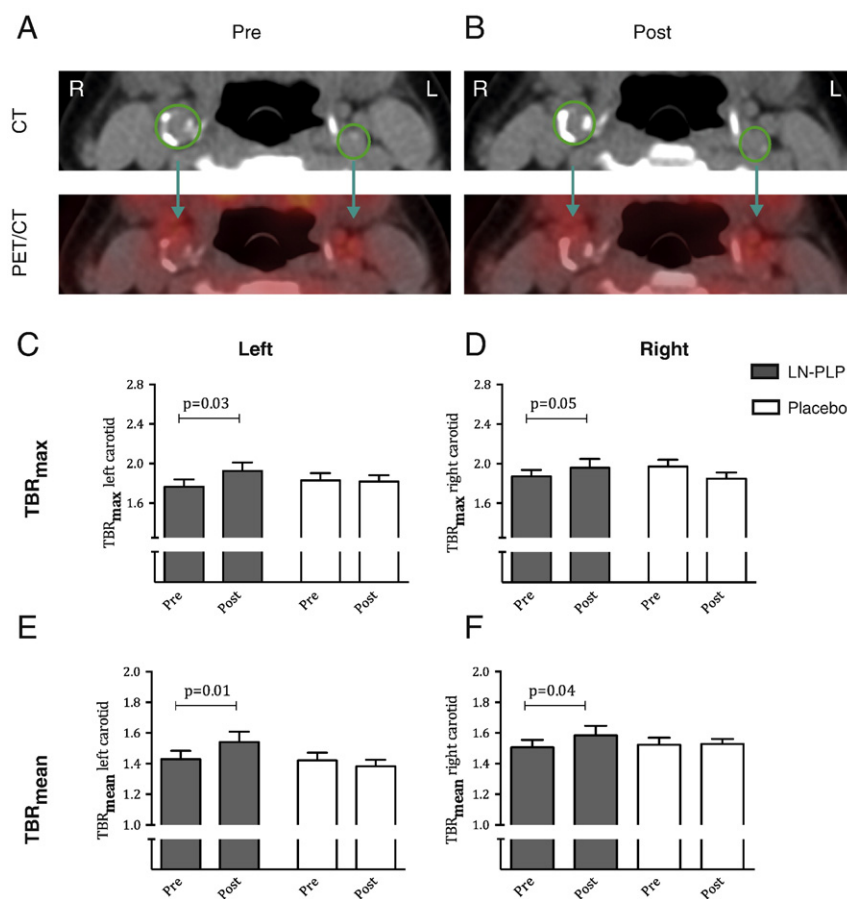 A Pre B Post
CT
R L R L
PET/CT
C Left D Right
LN-PLP
Placebo
TBRmax
TBRmax left carotid
2.8
2.4
2.0
1.6
p=0.03
Pre Post Pre Post
TBRmax right carotid
2.8
2.4
2.0
1.6
p=0.05
Pre Post Pre Post
E F
TBRmean
TBRmean left carotid
2.0
1.8
1.6
1.4
1.2
1.0
p=0.01
Pre Post Pre Post
TBRmean right carotid
2.0
1.8
1.6
1.4
1.2
1.0
p=0.04
Pre Post Pre Post